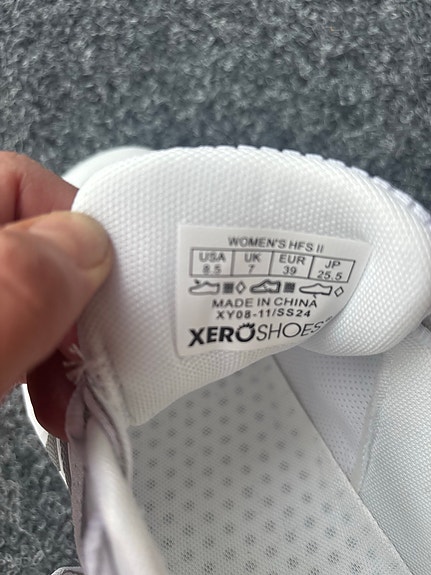 WOMEN'S HFS II
USA UK EUR JP
8.5 7 39 25.5
MADE IN CHINA
XY08-11/SS24
XEROSHOES